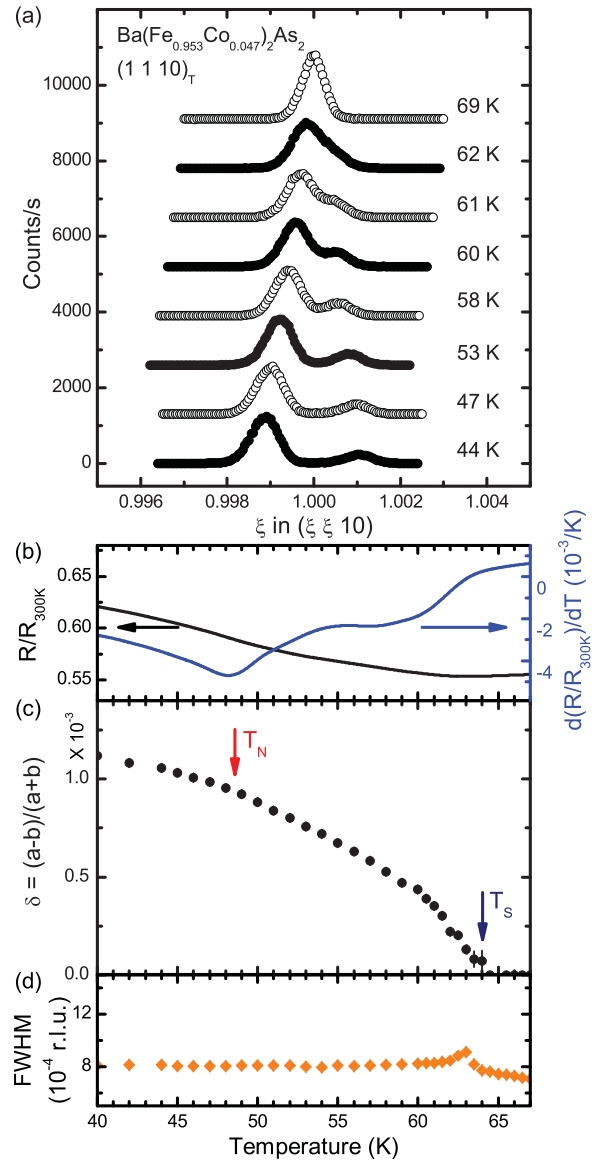 (a)
Ba(Fe0.953Co0.047)2As2
(1 1 10)T
10000
8000
6000
4000
2000
0
Counts/s
69 K
62 K
61 K
60 K
58 K
53 K
47 K
44 K
0.996 0.998 1.000 1.002 1.004
ξ in (ξ ξ 10)
(b)
0.65
0.60
0.55
R/R300K
0
-2
-4
d(R/R300K)/dT (10-3/K)
(c)
X 10-3
1.0
0.5
0.0
δ = (a-b)/(a+b)
TN
TS
(d)
12
8
FWHM
(10-4 r.l.u.)
40 45 50 55 60 65
Temperature (K)